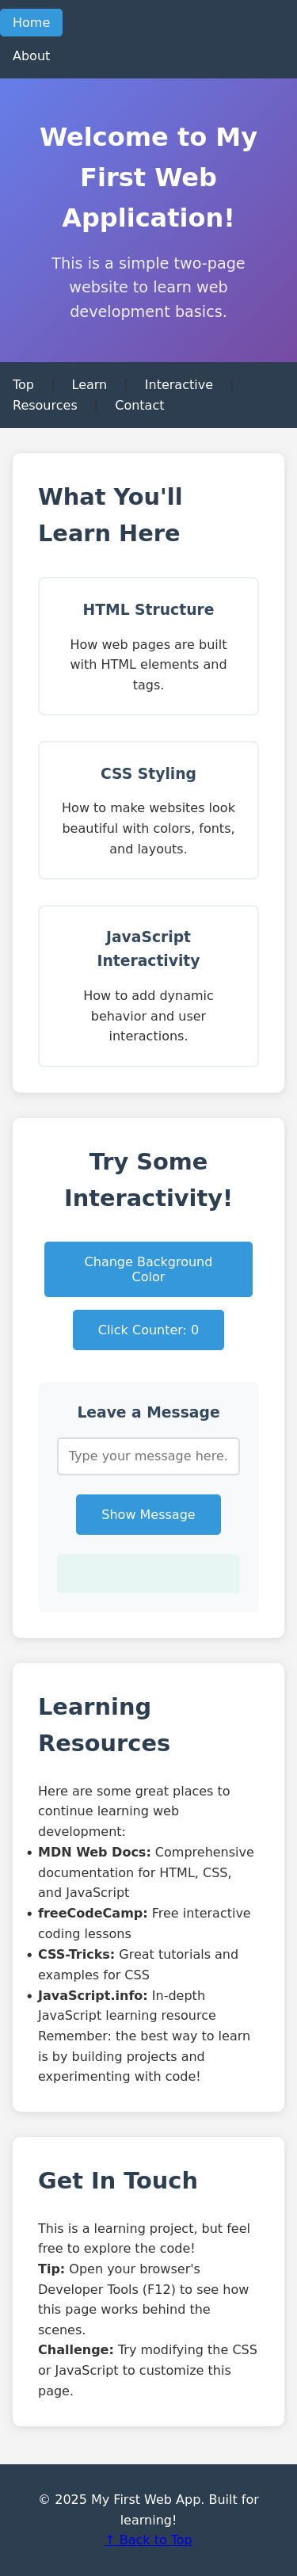 Home
About
Welcome to My
First Web
Application!
This is a simple two-page
website to learn web
development basics.
Top | Learn | Interactive |
Resources | Contact
What You'll
Learn Here
HTML Structure
How web pages are built
with HTML elements and
tags.
CSS Styling
How to make websites look
beautiful with colors, fonts,
and layouts.
JavaScript
Interactivity
How to add dynamic
behavior and user
interactions.
Try Some
Interactivity!
Change Background
Color
Click Counter: 0
Leave a Message
Type your message here.
Show Message
Learning
Resources
Here are some great places to
continue learning web
development:
• MDN Web Docs: Comprehensive
documentation for HTML, CSS,
and JavaScript
• freeCodeCamp: Free interactive
coding lessons
• CSS-Tricks: Great tutorials and
examples for CSS
• JavaScript.info: In-depth
JavaScript learning resource
Remember: the best way to learn
is by building projects and
experimenting with code!
Get In Touch
This is a learning project, but feel
free to explore the code!
Tip: Open your browser's
Developer Tools (F12) to see how
this page works behind the
scenes.
Challenge: Try modifying the CSS
or JavaScript to customize this
page.
© 2025 My First Web App. Built for
learning!
↑ Back to Top